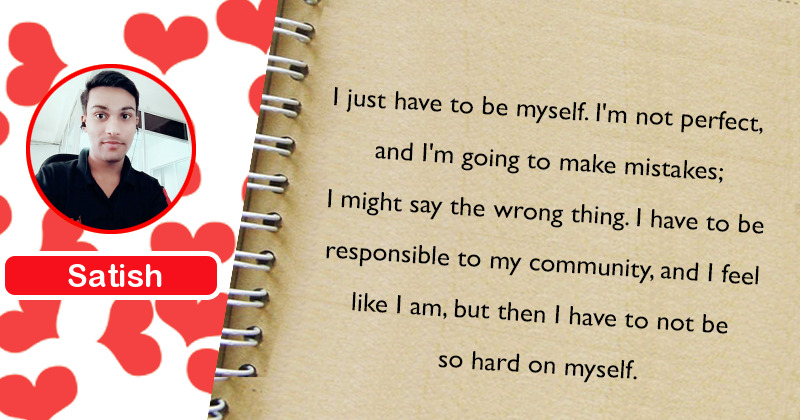 Satish
I just have to be myself. I'm not perfect,
and I'm going to make mistakes;
I might say the wrong thing. I have to be
responsible to my community, and I feel
like I am, but then I have to not be
so hard on myself.